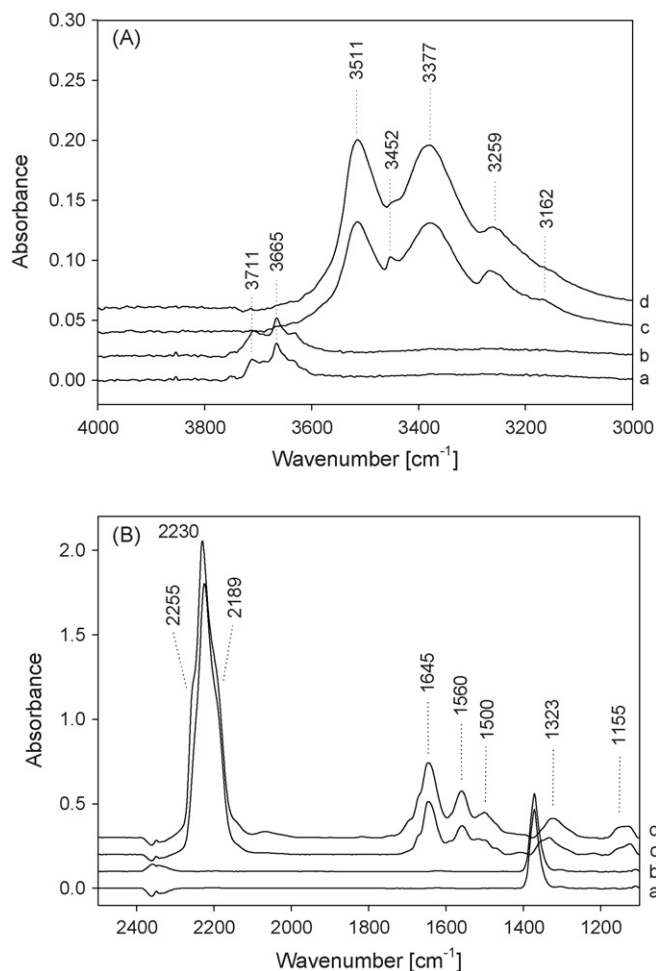 (A)
0.30
0.25
0.20
0.15
0.10
0.05
0.00
Absorbance
3711
3665
3511
3452
3377
3259
3162
d
c
b
a
4000 3800 3600 3400 3200 3000
Wavenumber [cm⁻¹]
(B)
2.0
1.5
1.0
0.5
0.0
Absorbance
2255
2230
2189
1645
1560
1500
1323
1155
d
c
b
a
2400 2200 2000 1800 1600 1400 1200
Wavenumber [cm⁻¹]